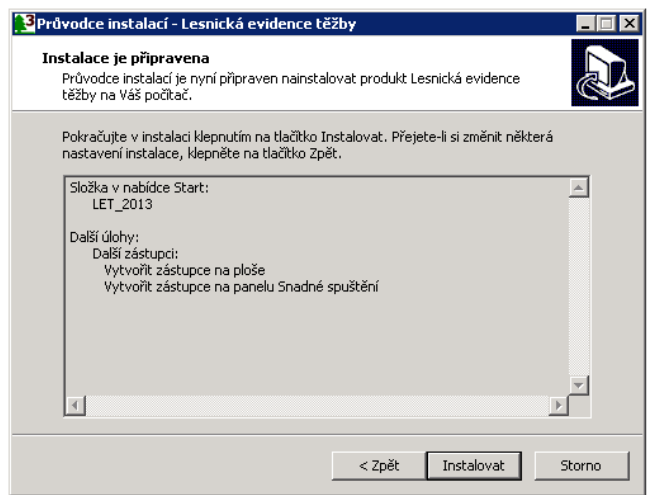 3
Průvodce instalací - Lesnická evidence těžby
Instalace je připravena
Průvodce instalací je nyní připraven nainstalovat produkt Lesnická evidence
těžby na Váš počítač.
Pokračujte v instalaci klepnutím na tlačítko Instalovat. Přejete-li si změnit některá
nastavení instalace, klepněte na tlačítko Zpět.
Složka v nabídce Start:
LET_2013
Další úlohy:
Další zástupci:
Vytvořit zástupce na ploše
Vytvořit zástupce na panelu Snadné spuštění
< Zpět
Instalovat
Storno